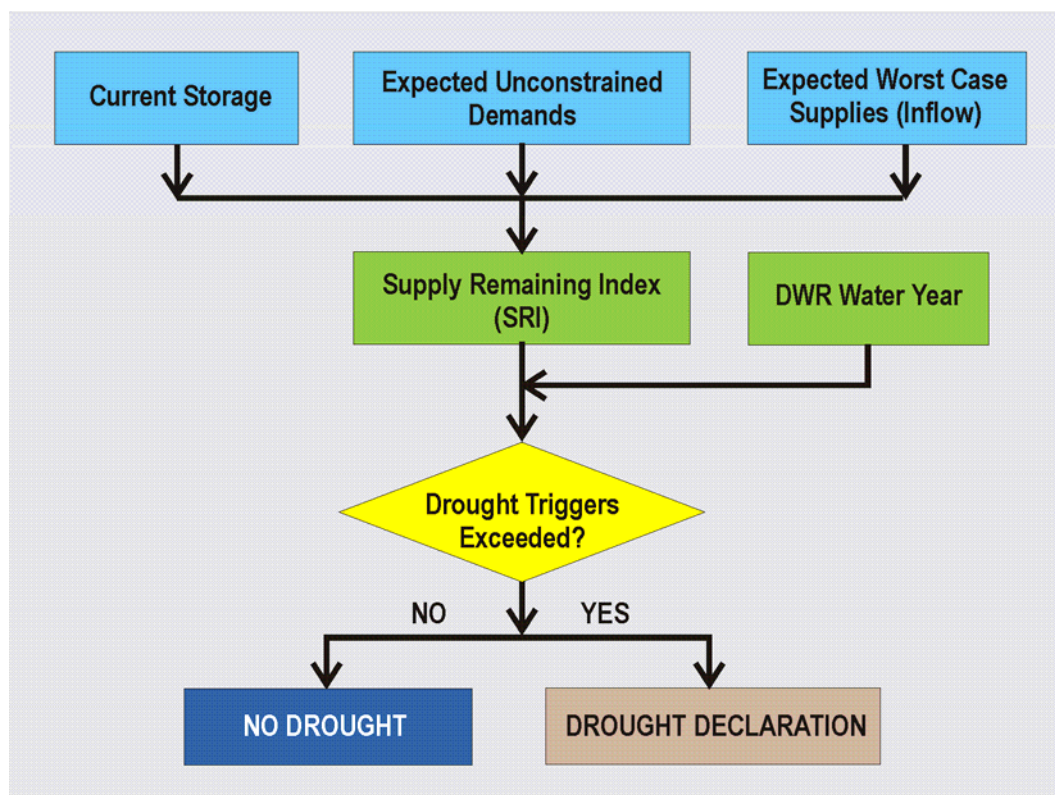 Current Storage
Expected Unconstrained
Demands
Expected Worst Case
Supplies (Inflow)
Supply Remaining Index
(SRI)
DWR Water Year
Drought Triggers
Exceeded?
NO
YES
NO DROUGHT
DROUGHT DECLARATION